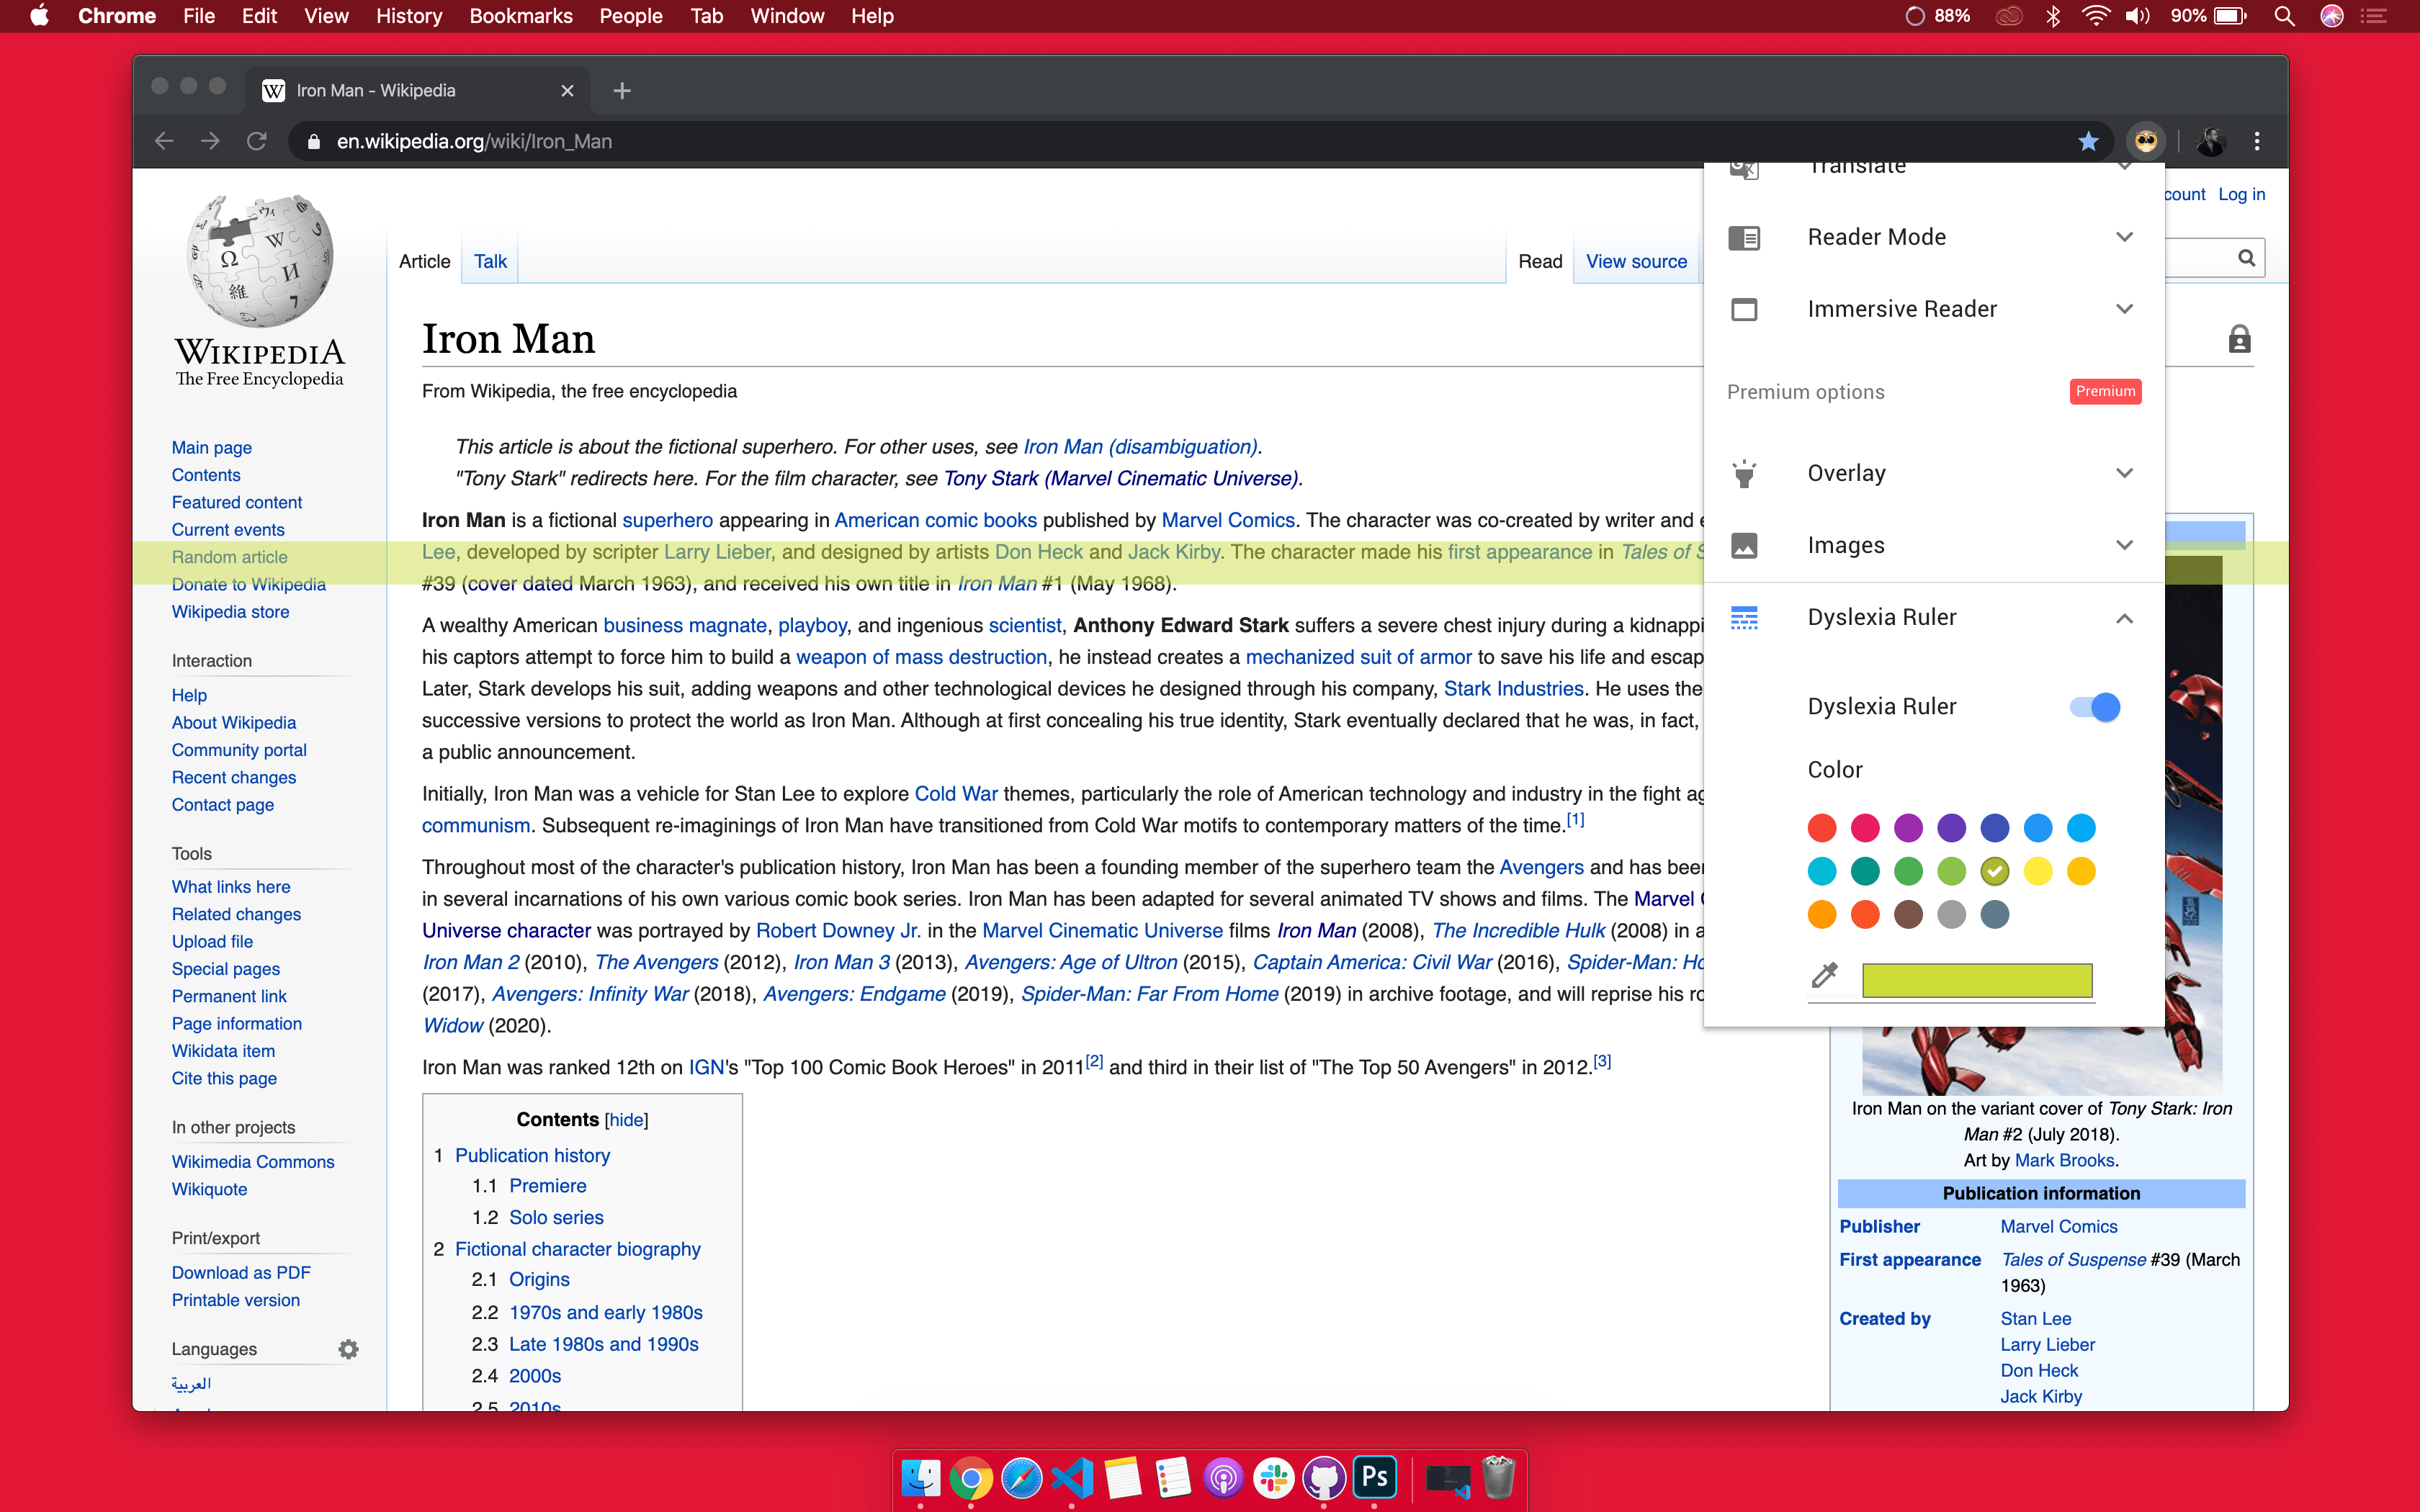 Chrome File Edit View History Bookmarks People Tab Window Help 88% 90%
Iron Man - Wikipedia
en.wikipedia.org/wiki/Iron_Man
WIKIPEDIA
The Free Encyclopedia
Main page
Contents
Featured content
Current events
Random article
Donate to Wikipedia
Wikipedia store
Interaction
Help
About Wikipedia
Community portal
Recent changes
Contact page
Tools
What links here
Related changes
Upload file
Special pages
Permanent link
Page information
Wikidata item
Cite this page
In other projects
Wikimedia Commons
Wikiquote
Print/export
Download as PDF
Printable version
Languages
العربية
Article Talk
Read View source
count Log in
Iron Man
From Wikipedia, the free encyclopedia
This article is about the fictional superhero. For other uses, see Iron Man (disambiguation).
"Tony Stark" redirects here. For the film character, see Tony Stark (Marvel Cinematic Universe).
Iron Man is a fictional superhero appearing in American comic books published by Marvel Comics. The character was co-created by writer and e
Lee, developed by scripter Larry Lieber, and designed by artists Don Heck and Jack Kirby. The character made his first appearance in Tales of S
#39 (cover dated March 1963), and received his own title in Iron Man #1 (May 1968).
A wealthy American business magnate, playboy, and ingenious scientist, Anthony Edward Stark suffers a severe chest injury during a kidnappi
his captors attempt to force him to build a weapon of mass destruction, he instead creates a mechanized suit of armor to save his life and escap
Later, Stark develops his suit, adding weapons and other technological devices he designed through his company, Stark Industries. He uses the
successive versions to protect the world as Iron Man. Although at first concealing his true identity, Stark eventually declared that he was, in fact,
a public announcement.
Initially, Iron Man was a vehicle for Stan Lee to explore Cold War themes, particularly the role of American technology and industry in the fight ag
communism. Subsequent re-imaginings of Iron Man have transitioned from Cold War motifs to contemporary matters of the time.[1]
Throughout most of the character's publication history, Iron Man has been a founding member of the superhero team the Avengers and has bee
in several incarnations of his own various comic book series. Iron Man has been adapted for several animated TV shows and films. The Marvel
Universe character was portrayed by Robert Downey Jr. in the Marvel Cinematic Universe films Iron Man (2008), The Incredible Hulk (2008) in a
Iron Man 2 (2010), The Avengers (2012), Iron Man 3 (2013), Avengers: Age of Ultron (2015), Captain America: Civil War (2016), Spider-Man: Ho
(2017), Avengers: Infinity War (2018), Avengers: Endgame (2019), Spider-Man: Far From Home (2019) in archive footage, and will reprise his ro
Widow (2020).
Iron Man was ranked 12th on IGN's "Top 100 Comic Book Heroes" in 2011[2] and third in their list of "The Top 50 Avengers" in 2012.[3]
Contents [hide]
1 Publication history
1.1 Premiere
1.2 Solo series
2 Fictional character biography
2.1 Origins
2.2 1970s and early 1980s
2.3 Late 1980s and 1990s
2.4 2000s
2.5 2010s
Translate
Reader Mode
Immersive Reader
Premium options Premium
Overlay
Images
Dyslexia Ruler
Dyslexia Ruler
Color
Iron Man on the variant cover of Tony Stark: Iron
Man #2 (July 2018).
Art by Mark Brooks.
Publication information
Publisher Marvel Comics
First appearance Tales of Suspense #39 (March
1963)
Created by Stan Lee
Larry Lieber
Don Heck
Jack Kirby
Ps